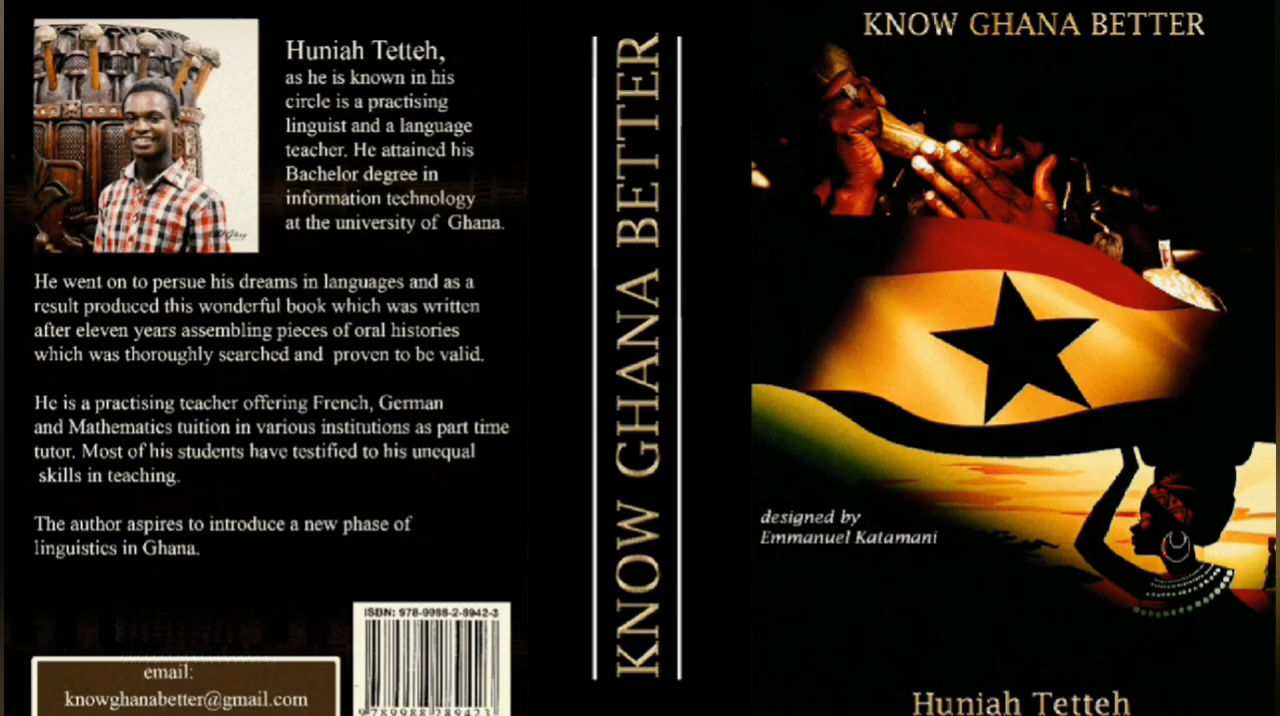 Huniah Tetteh,
as he is known in his
circle is a practising
linguist and a language
teacher. He attained his
Bachelor degree in
information technology
at the university of Ghana.
He went on to persue his dreams in languages and as a
result produced this wonderful book which was written
after eleven years assembling pieces of oral histories
which was thoroughly searched and proven to be valid.
He is a practising teacher offering French, German
and Mathematics tuition in various institutions as part time
tutor. Most of his students have testified to his unequal
skills in teaching.
The author aspires to introduce a new phase of
linguistics in Ghana.
email:
knowghanabetter@gmail.com
ISBN: 978-9988-2-8942-3
9 789988 289423
KNOW GHANA BETTER
KNOW GHANA BETTER
designed by
Emmanuel Katamani
Huniah Tetteh